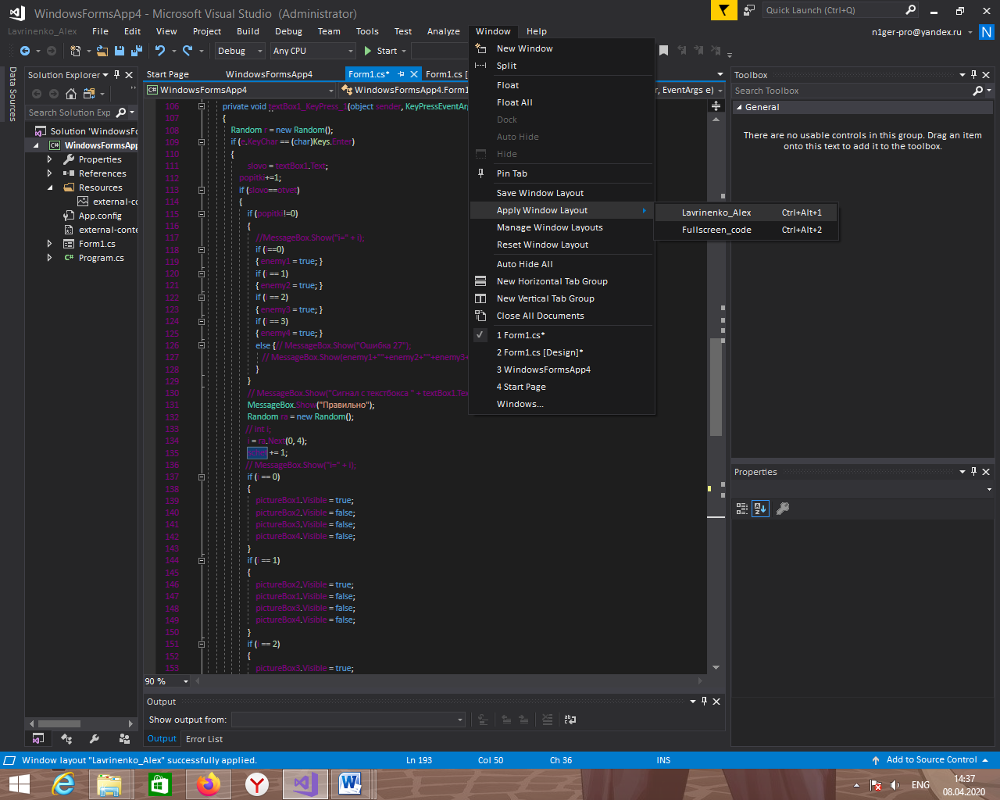 WindowsFormsApp4 - Microsoft Visual Studio (Administrator)
Quick Launch (Ctrl+Q)
Lavrinenko_Alex File Edit View Project Build Debug Team Tools Test Analyze Window Help
n1ger-pro@yandex.ru N
Debug Any CPU Start
Data Sources
Solution Explorer
Search Solution Exp
Solution 'WindowsFo
WindowsFormsApp
Properties
References
Resources
external-co
App.config
external-conte
Form1.cs
Program.cs
Start Page WindowsFormsApp4 Form1.cs* Form1.cs [
WindowsFormsApp4 WindowsFormsApp4.Form1 r, EventArgs e)
106 private void textBox1_KeyPress_1(object sender, KeyPressEventArg
107 {
108 Random r = new Random();
109 if (e.KeyChar == (char)Keys.Enter)
110 {
111 slovo = textBox1.Text;
112 popitki+=1;
113 if (slovo==otvet)
114 {
115 if (popitki!=0)
116 {
117 //MessageBox.Show("i=" + i);
118 if (i ==0)
119 { enemy1 = true; }
120 if (i == 1)
121 { enemy2 = true; }
122 if (i == 2)
123 { enemy3 = true; }
124 if (i == 3)
125 { enemy4 = true; }
126 else {// MessageBox.Show("Ошибка 27");
127 // MessageBox.Show(enemy1+""+enemy2+""+enemy3+
128 }
129 }
130 // MessageBox.Show("Сигнал с текстбокса " + textBox1.Tex
131 MessageBox.Show("Правильно");
132 Random ra = new Random();
133 // int i;
134 i = ra.Next(0, 4);
135 += 1;
136 // MessageBox.Show("i=" + i);
137 if (i == 0)
138 {
139 pictureBox1.Visible = true;
140 pictureBox2.Visible = false;
141 pictureBox3.Visible = false;
142 pictureBox4.Visible = false;
143 }
144 if (i == 1)
145 {
146 pictureBox2.Visible = true;
147 pictureBox1.Visible = false;
148 pictureBox3.Visible = false;
149 pictureBox4.Visible = false;
150 }
151 if (i == 2)
152 {
153 pictureBox3.Visible = true;
90 %
New Window
Split
Float
Float All
Dock
Auto Hide
Hide
Pin Tab
Save Window Layout
Apply Window Layout
Manage Window Layouts
Reset Window Layout
Auto Hide All
New Horizontal Tab Group
New Vertical Tab Group
Close All Documents
1 Form1.cs*
2 Form1.cs [Design]*
3 WindowsFormsApp4
4 Start Page
Windows...
Lavrinenko_Alex Ctrl+Alt+1
Fullscreen_code Ctrl+Alt+2
Toolbox
Search Toolbox
General
There are no usable controls in this group. Drag an item
onto this text to add it to the toolbox.
Properties
Output
Show output from:
Output Error List
Window layout "Lavrinenko_Alex" successfully applied. Ln 193 Col 50 Ch 36 INS Add to Source Control
ENG
14:37
08.04.2020